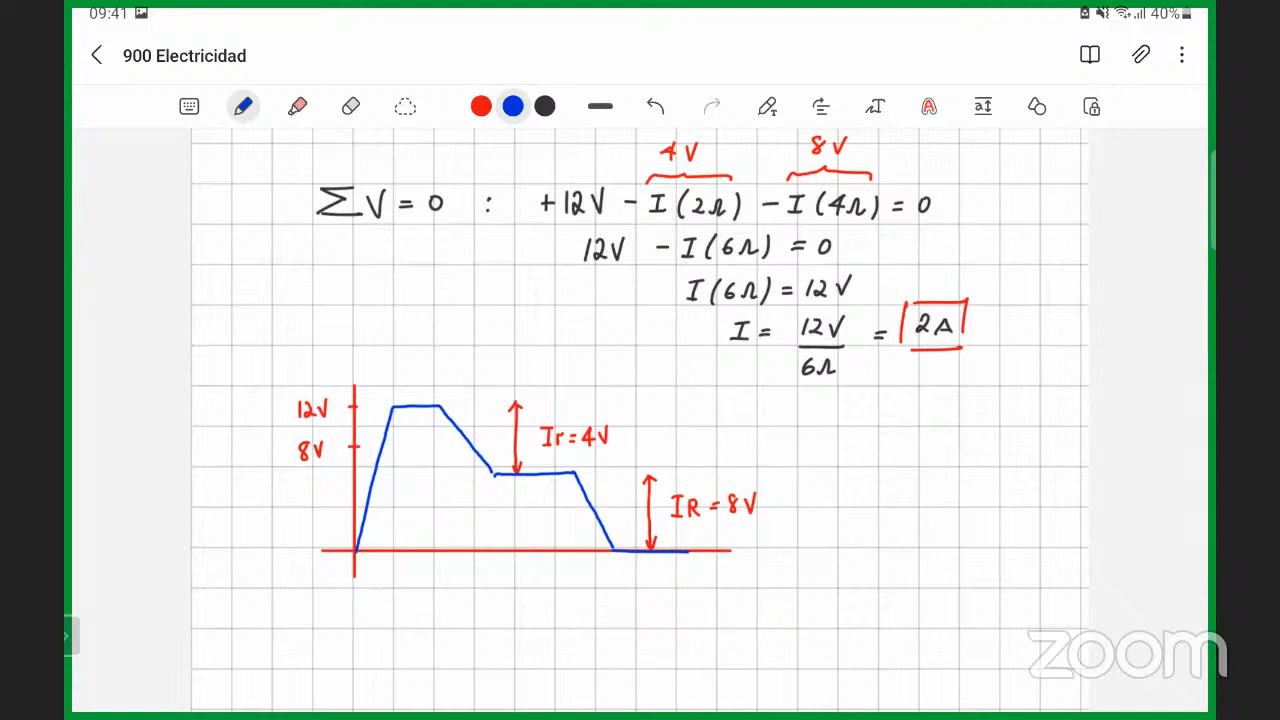 09:41 40%
900 Electricidad
4V 8V
∑V = 0 : +12V - I(2Ω) - I(4Ω) = 0
12V - I(6Ω) = 0
I(6Ω) = 12V
I = 12V/6Ω = 2A
12V
Ir = 4V
8V
IR = 8V
zoom